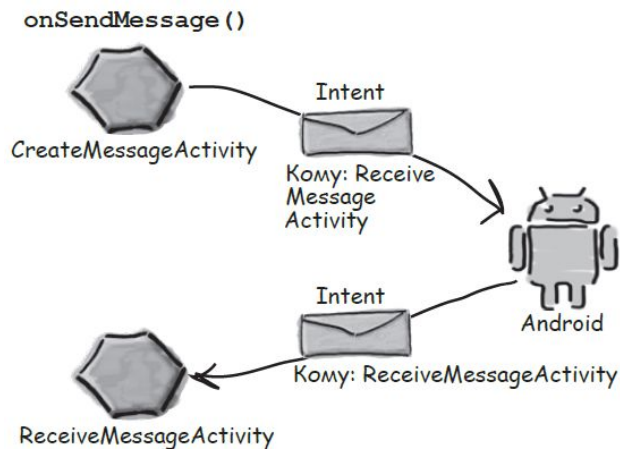 onSendMessage()
Intent
CreateMessageActivity
Кому: Receive
Message
Activity
Intent
Android
Кому: ReceiveMessageActivity
ReceiveMessageActivity